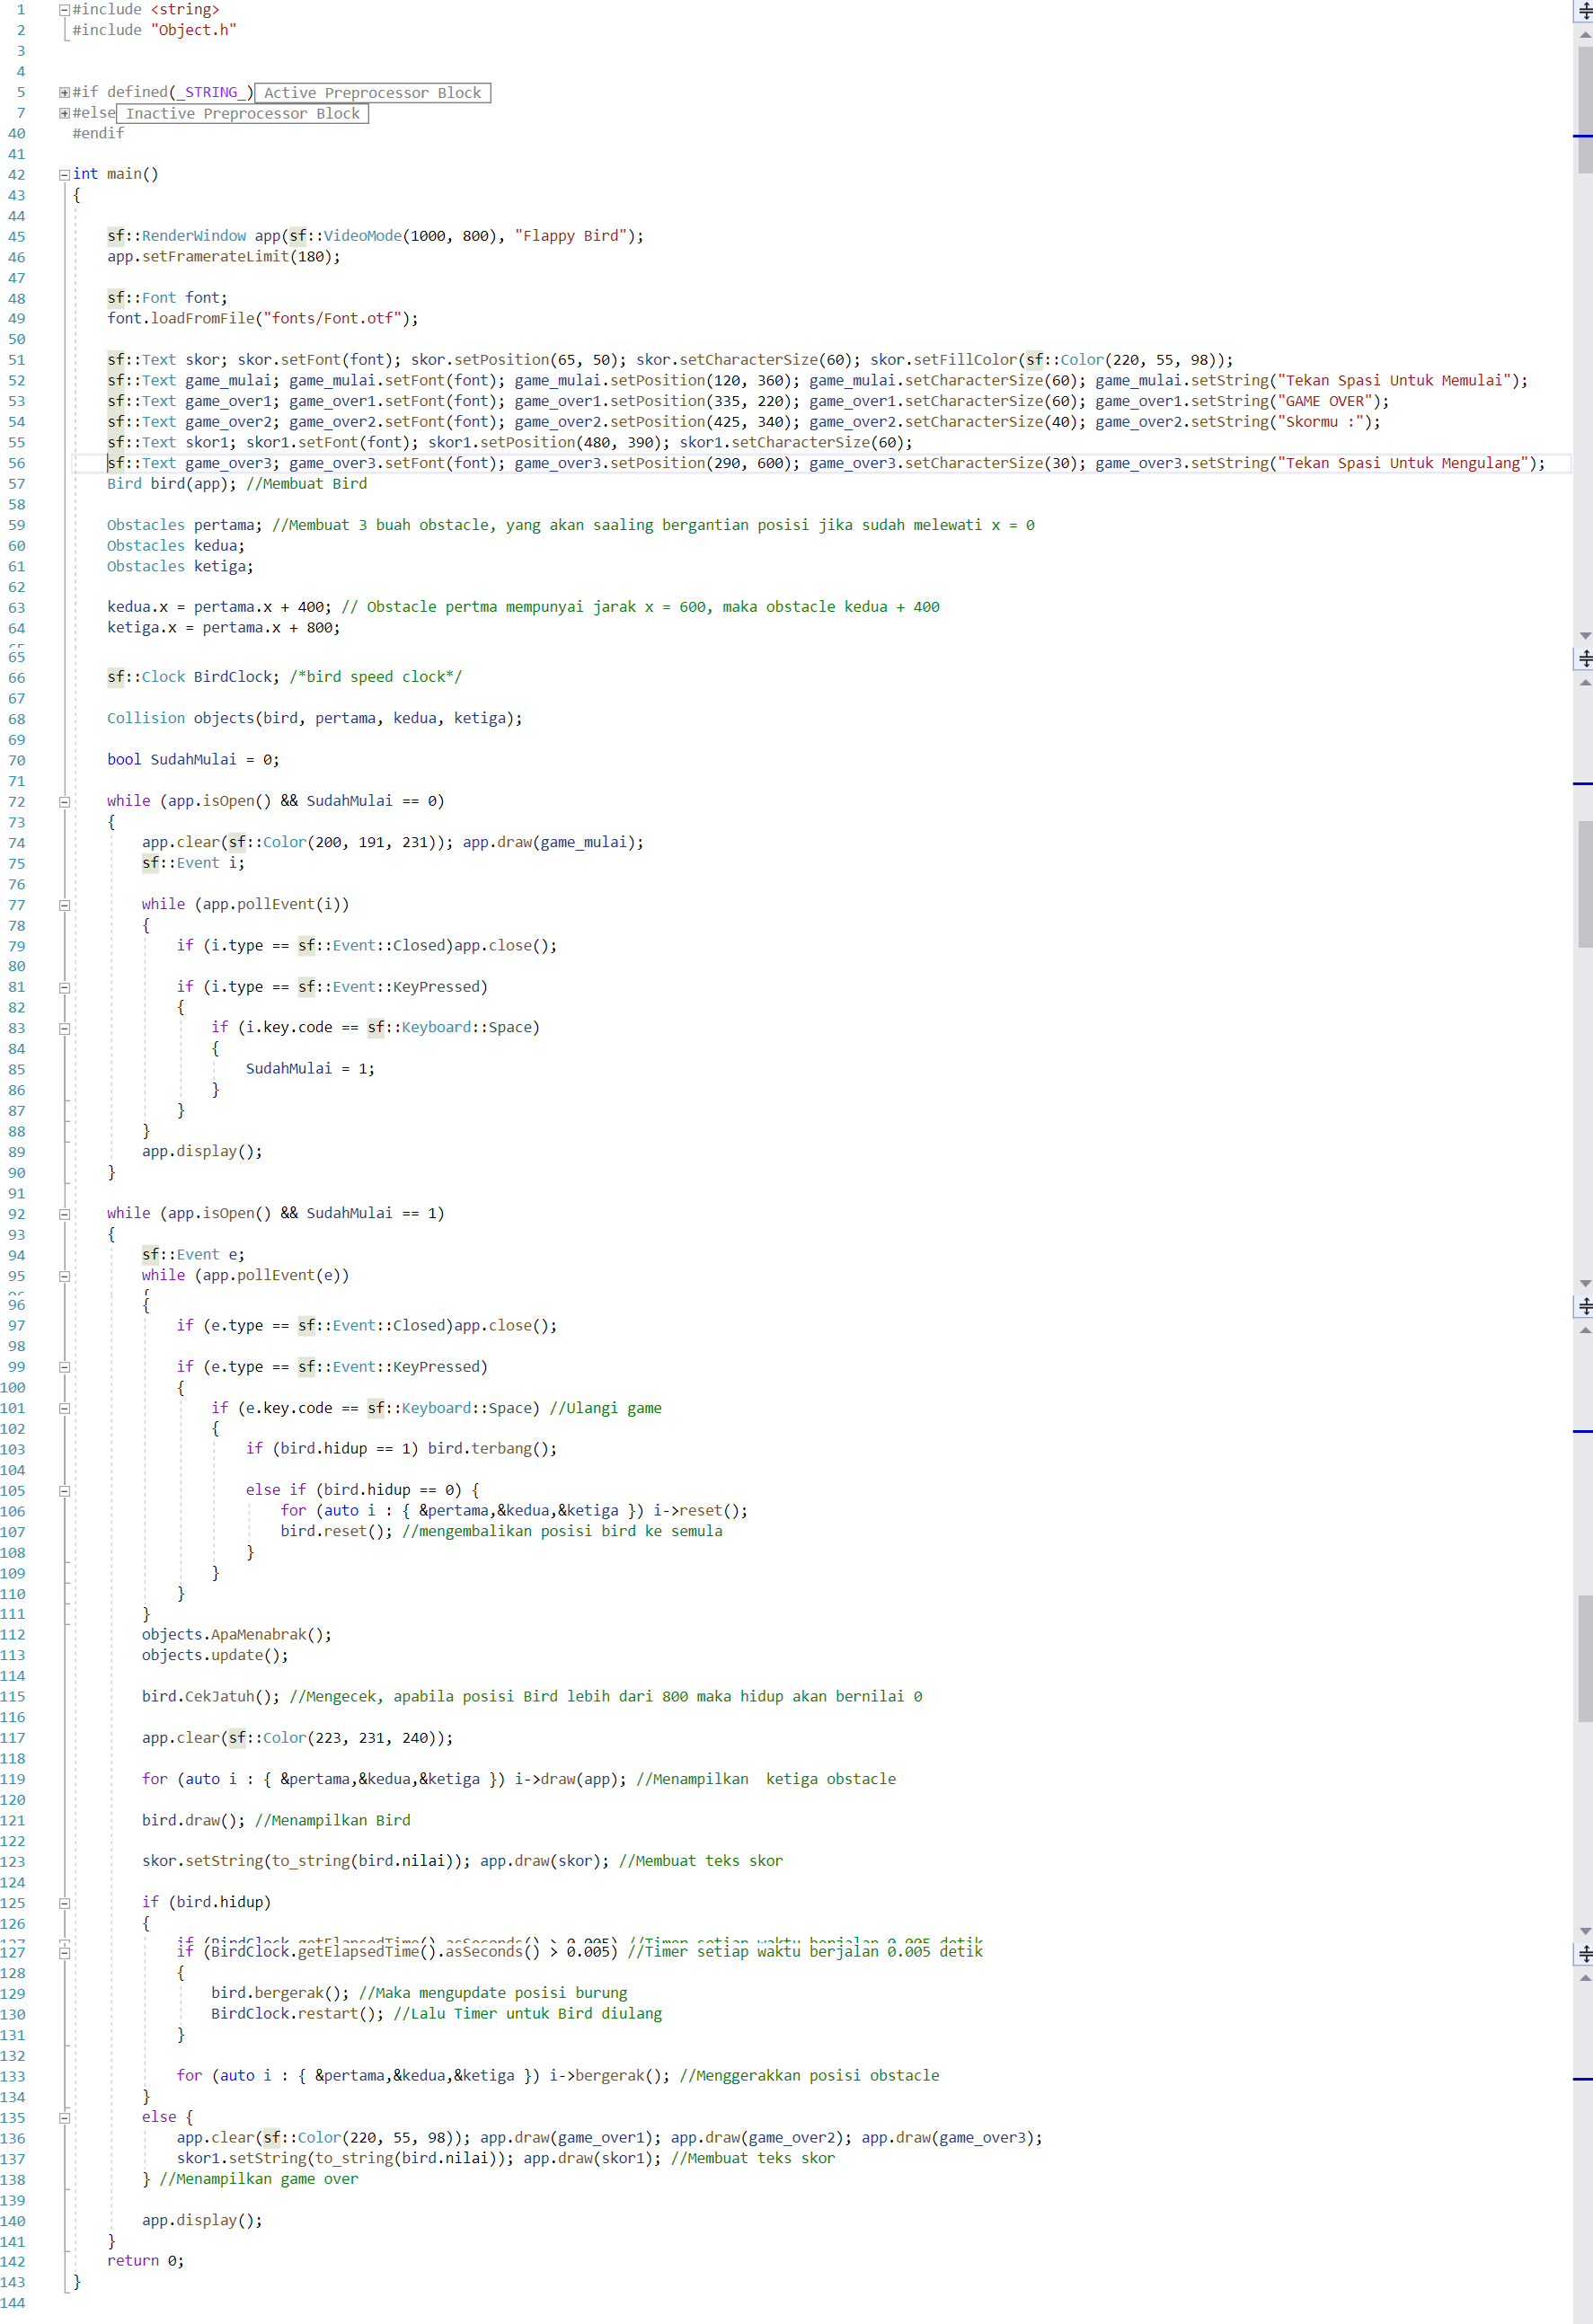 1 #include <string>
2 #include "Object.h"
3
4
5 #if defined(_STRING_) Active Preprocessor Block
7 #else Inactive Preprocessor Block
40 #endif
41
42 int main()
43 {
44
45 sf::RenderWindow app(sf::VideoMode(1000, 800), "Flappy Bird");
46 app.setFramerateLimit(180);
47
48 sf::Font font;
49 font.loadFromFile("fonts/Font.otf");
50
51 sf::Text skor; skor.setFont(font); skor.setPosition(65, 50); skor.setCharacterSize(60); skor.setFillColor(sf::Color(220, 55, 98));
52 sf::Text game_mulai; game_mulai.setFont(font); game_mulai.setPosition(120, 360); game_mulai.setCharacterSize(60); game_mulai.setString("Tekan Spasi Untuk Memulai");
53 sf::Text game_over1; game_over1.setFont(font); game_over1.setPosition(335, 220); game_over1.setCharacterSize(60); game_over1.setString("GAME OVER");
54 sf::Text game_over2; game_over2.setFont(font); game_over2.setPosition(425, 340); game_over2.setCharacterSize(40); game_over2.setString("Skormu :");
55 sf::Text skor1; skor1.setFont(font); skor1.setPosition(480, 390); skor1.setCharacterSize(60);
56 sf::Text game_over3; game_over3.setFont(font); game_over3.setPosition(290, 600); game_over3.setCharacterSize(30); game_over3.setString("Tekan Spasi Untuk Mengulang");
57 Bird bird(app); //Membuat Bird
58
59 Obstacles pertama; //Membuat 3 buah obstacle, yang akan saaling bergantian posisi jika sudah melewati x = 0
60 Obstacles kedua;
61 Obstacles ketiga;
62
63 kedua.x = pertama.x + 400; // Obstacle pertma mempunyai jarak x = 600, maka obstacle kedua + 400
64 ketiga.x = pertama.x + 800;
65
66 sf::Clock BirdClock; /*bird speed clock*/
67
68 Collision objects(bird, pertama, kedua, ketiga);
69
70 bool SudahMulai = 0;
71
72 while (app.isOpen() && SudahMulai == 0)
73 {
74 app.clear(sf::Color(200, 191, 231)); app.draw(game_mulai);
75 sf::Event i;
76
77 while (app.pollEvent(i))
78 {
79 if (i.type == sf::Event::Closed)app.close();
80
81 if (i.type == sf::Event::KeyPressed)
82 {
83 if (i.key.code == sf::Keyboard::Space)
84 {
85 SudahMulai = 1;
86 }
87 }
88 }
89 app.display();
90 }
91
92 while (app.isOpen() && SudahMulai == 1)
93 {
94 sf::Event e;
95 while (app.pollEvent(e))
96 {
97 if (e.type == sf::Event::Closed)app.close();
98
99 if (e.type == sf::Event::KeyPressed)
100 {
101 if (e.key.code == sf::Keyboard::Space) //Ulangi game
102 {
103 if (bird.hidup == 1) bird.terbang();
104
105 else if (bird.hidup == 0) {
106 for (auto i : { &pertama,&kedua,&ketiga }) i->reset();
107 bird.reset(); //mengembalikan posisi bird ke semula
108 }
109 }
110 }
111 }
112 objects.ApaMenabrak();
113 objects.update();
114
115 bird.CekJatuh(); //Mengecek, apabila posisi Bird lebih dari 800 maka hidup akan bernilai 0
116
117 app.clear(sf::Color(223, 231, 240));
118
119 for (auto i : { &pertama,&kedua,&ketiga }) i->draw(app); //Menampilkan  ketiga obstacle
120
121 bird.draw(); //Menampilkan Bird
122
123 skor.setString(to_string(bird.nilai)); app.draw(skor); //Membuat teks skor
124
125 if (bird.hidup)
126 {
127 if (BirdClock.getElapsedTime().asSeconds() > 0.005) //Timer setiap waktu berjalan 0.005 detik
128 {
129 bird.bergerak(); //Maka mengupdate posisi burung
130 BirdClock.restart(); //Lalu Timer untuk Bird diulang
131 }
132
133 for (auto i : { &pertama,&kedua,&ketiga }) i->bergerak(); //Menggerakkan posisi obstacle
134 }
135 else {
136 app.clear(sf::Color(220, 55, 98)); app.draw(game_over1); app.draw(game_over2); app.draw(game_over3);
137 skor1.setString(to_string(bird.nilai)); app.draw(skor1); //Membuat teks skor
138 } //Menampilkan game over
139
140 app.display();
141 }
142 return 0;
143 }
144